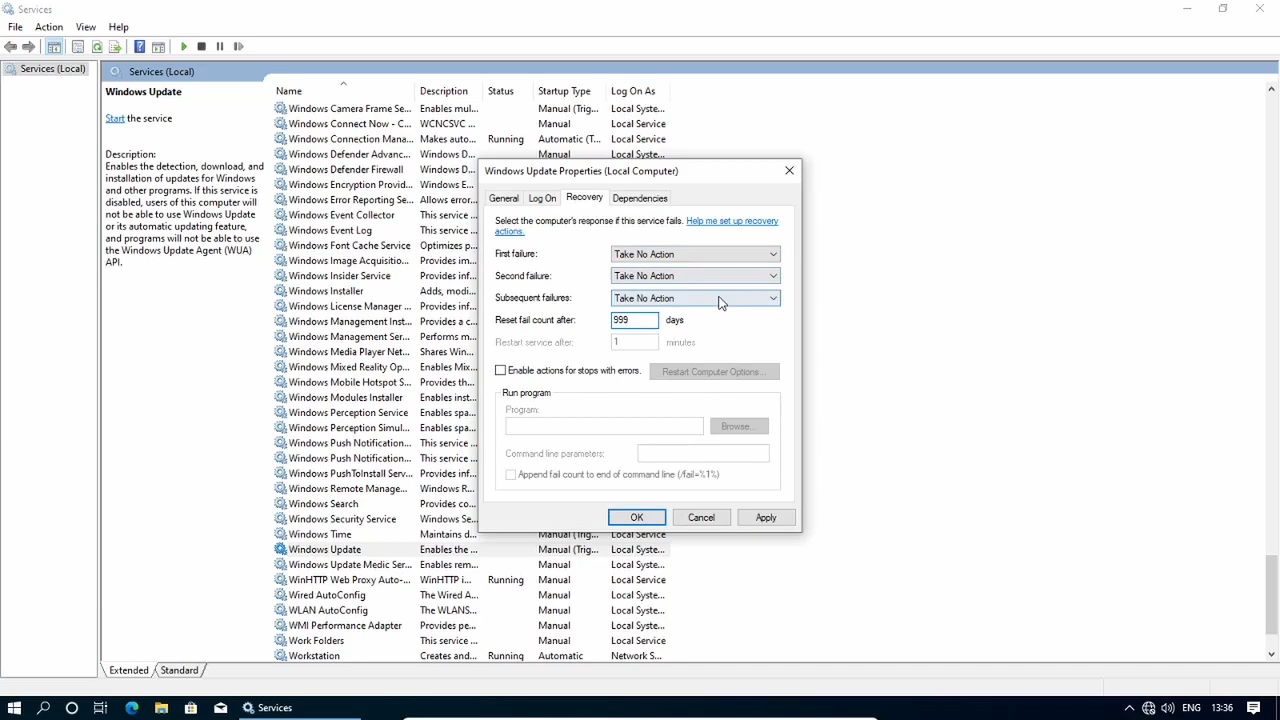 Services
File Action View Help
Services (Local)
Services (Local)
Windows Update
Start the service
Description:
Enables the detection, download, and
installation of updates for Windows
and other programs. If this service is
disabled, users of this computer will
not be able to use Windows Update
or its automatic updating feature,
and programs will not be able to use
the Windows Update Agent (WUA)
API.
Name Description Status Startup Type Log On As
Windows Camera Frame Se... Enables mul... Manual (Trig... Local Syste...
Windows Connect Now - C... WCNCSVC ... Manual Local Service
Windows Connection Mana... Makes auto... Running Automatic (T... Local Service
Windows Defender Advanc... Windows D... Manual Local Syste...
Windows Defender Firewall Windows D...
Windows Encryption Provid... Windows E...
Windows Error Reporting Se... Allows error...
Windows Event Collector This service ...
Windows Event Log This service ...
Windows Font Cache Service Optimizes p...
Windows Image Acquisitio... Provides im...
Windows Insider Service Provides inf...
Windows Installer Adds, modi...
Windows License Manager ... Provides inf...
Windows Management Inst... Provides a c...
Windows Management Ser... Performs m...
Windows Media Player Net... Shares Win...
Windows Mixed Reality Op... Enables Mix...
Windows Mobile Hotspot S... Provides th...
Windows Modules Installer Enables inst...
Windows Perception Service Enables spa...
Windows Perception Simul... Enables spa...
Windows Push Notification... This service ...
Windows Push Notification... This service ...
Windows PushToInstall Serv... Provides inf...
Windows Remote Manage... Windows R...
Windows Search Provides con...
Windows Security Service Windows Se...
Windows Time Maintains d... Manual (Trig... Local Service
Windows Update Enables the ... Manual (Trig... Local Syste...
Windows Update Medic Ser... Enables rem... Manual Local Syste...
WinHTTP Web Proxy Auto-... WinHTTP i... Running Manual Local Service
Wired AutoConfig The Wired A... Manual Local Syste...
WLAN AutoConfig The WLANS... Manual Local Syste...
WMI Performance Adapter Provides pe... Manual Local Syste...
Work Folders This service ... Manual Local Service
Workstation Creates and... Running Automatic Network S...
Windows Update Properties (Local Computer)
General Log On Recovery Dependencies
Select the computer's response if this service fails. Help me set up recovery
actions.
First failure: Take No Action
Second failure: Take No Action
Subsequent failures: Take No Action
Reset fail count after: 999 days
Restart service after: 1 minutes
Enable actions for stops with errors. Restart Computer Options...
Run program
Program:
Browse...
Command line parameters:
Append fail count to end of command line (/fail=%1%)
OK Cancel Apply
Extended Standard
Services ENG 13:36